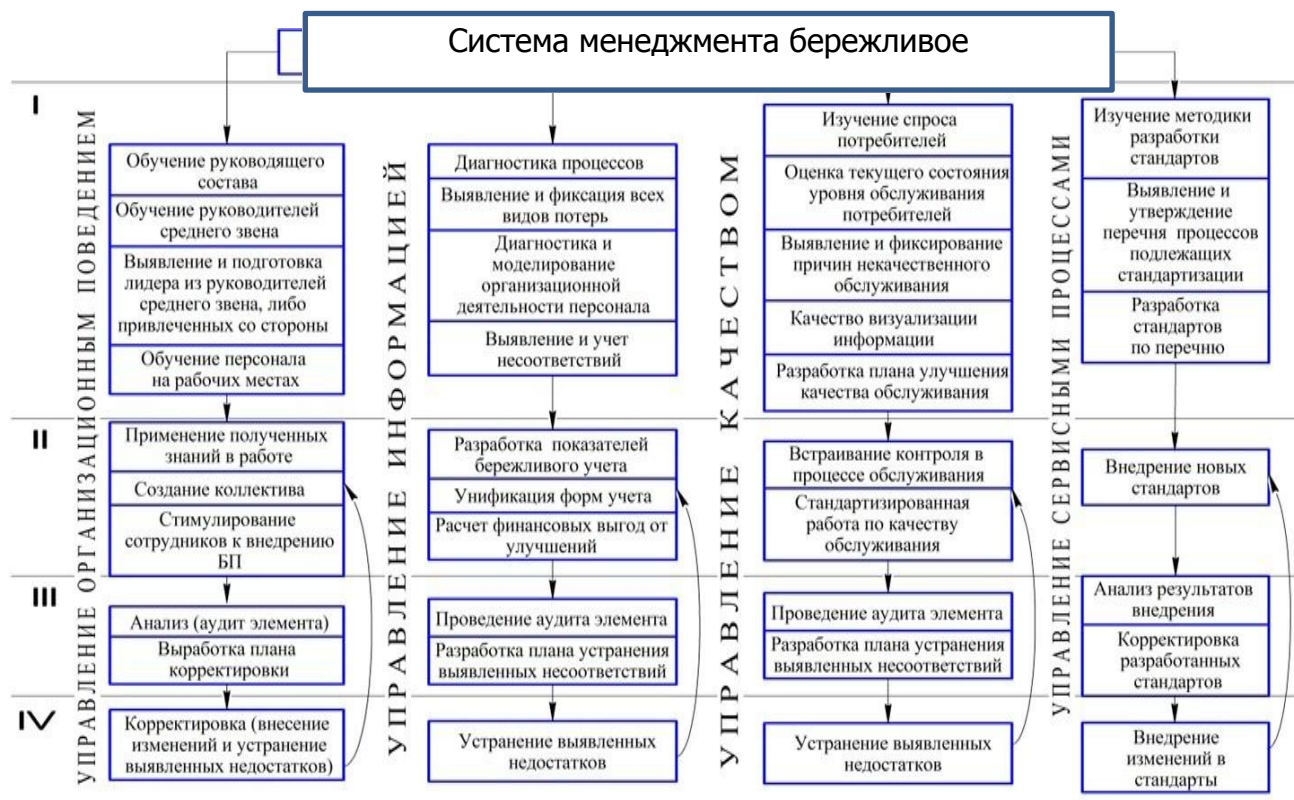 Система менеджмента бережливое
I
УПРАВЛЕНИЕ ОРГАНИЗАЦИОННЫМ ПОВЕДЕНИЕМ
Обучение руководящего
состава
Обучение руководителей
среднего звена
Выявление и подготовка
лидера из руководителей
среднего звена, либо
привлеченных со стороны
Обучение персонала
на рабочих местах
II
Применение полученных
знаний в работе
Создание коллектива
Стимулирование
сотрудников к внедрению
БП
III
Анализ (аудит элемента)
Выработка плана
корректировки
IV
Корректировка (внесение
изменений и устранение
выявленных недостатков)
УПРАВЛЕНИЕ ИНФОРМАЦИЕЙ
Диагностика процессов
Выявление и фиксация всех
видов потерь
Диагностика и
моделирование
организационной
деятельности персонала
Выявление и учет
несоответствий
Разработка показателей
бережливого учета
Унификация форм учета
Расчет финансовых выгод от
улучшений
Проведение аудита элемента
Разработка плана устранения
выявленных несоответствий
Устранение выявленных
недостатков
УПРАВЛЕНИЕ КАЧЕСТВОМ
Изучение спроса
потребителей
Оценка текущего состояния
уровня обслуживания
потребителей
Выявление и фиксирование
причин некачественного
обслуживания
Качество визуализации
информации
Разработка плана улучшения
качества обслуживания
Встраивание контроля в
процессе обслуживания
Стандартизированная
работа по качеству
обслуживания
Проведение аудита элемента
Разработка плана устранения
выявленных несоответствий
Устранение выявленных
недостатков
УПРАВЛЕНИЕ СЕРВИСНЫМИ ПРОЦЕССАМИ
Изучение методики
разработки
стандартов
Выявление и
утверждение
перечня процессов
подлежащих
стандартизации
Разработка
стандартов
по перечню
Внедрение новых
стандартов
Анализ результатов
внедрения
Корректировка
разработанных
стандартов
Внедрение
изменений в
стандарты